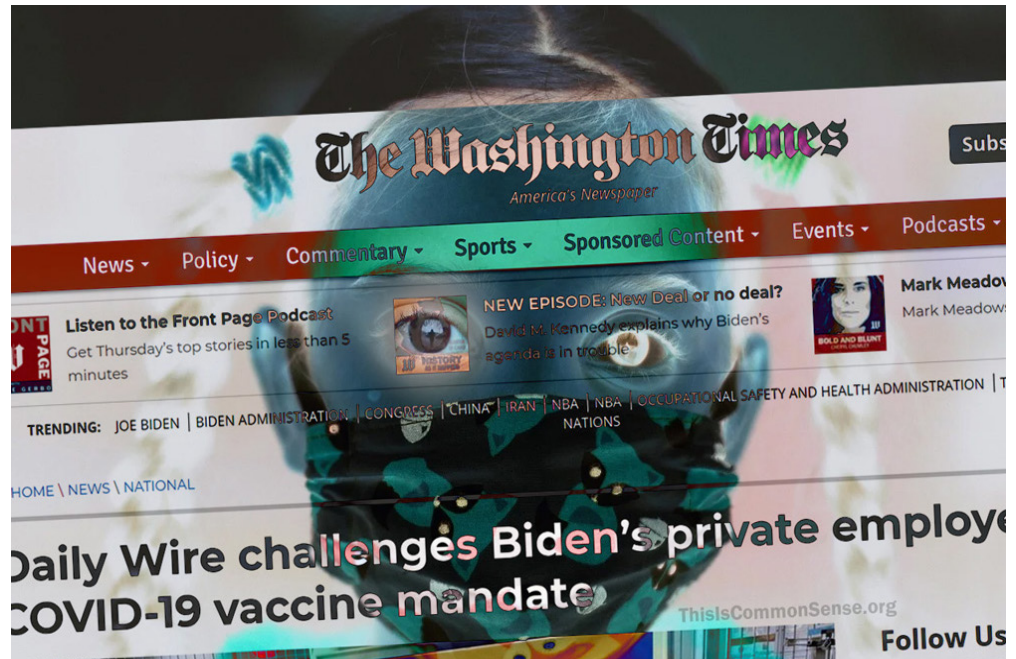 The Washington Times
Subs
America's Newspaper
News
Policy
Commentary
Sports
Sponsored Content
Events
Podcasts
ONT
PAGE
Listen to the Front Page Podcast
Get Thursday's top stories in less than 5
minutes
HISTORY
NEW EPISODE: New Deal or no deal?
David M. Kennedy explains why Biden's
agenda is in trouble
BOLD AND BLUNT
Mark Meadow
Mark Meadows
TRENDING: JOE BIDEN | BIDEN ADMINISTRATION | CONGRESS | CHINA | IRAN | NBA | NBA | OCCUPATIONAL SAFETY AND HEALTH ADMINISTRATION | T
NATIONS
HOME \ NEWS \ NATIONAL
Daily Wire challenges Biden's private employe
COVID-19 vaccine mandate
ThisIsCommonSense.org
Follow Us